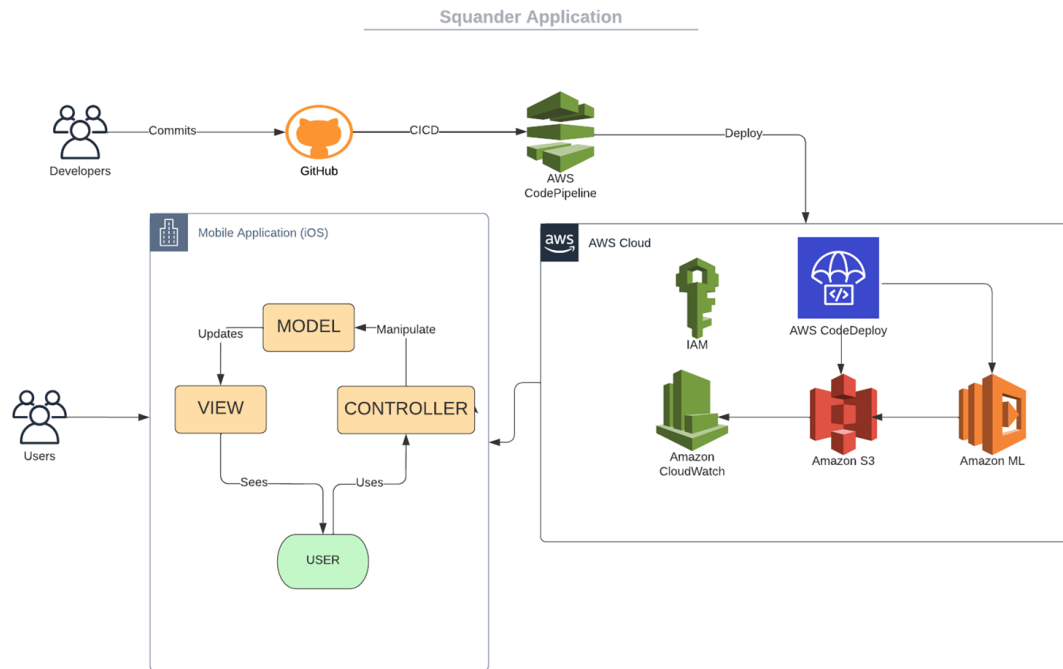 Squander Application
Commits
CICD
Deploy
Developers
GitHub
AWS
CodePipeline
Mobile Application (iOS)
aws
AWS Cloud
MODEL
Manipulate
Updates
IAM
</>
AWS CodeDeploy
VIEW
CONTROLLER
Users
Amazon
CloudWatch
Amazon S3
Amazon ML
Sees
Uses
USER